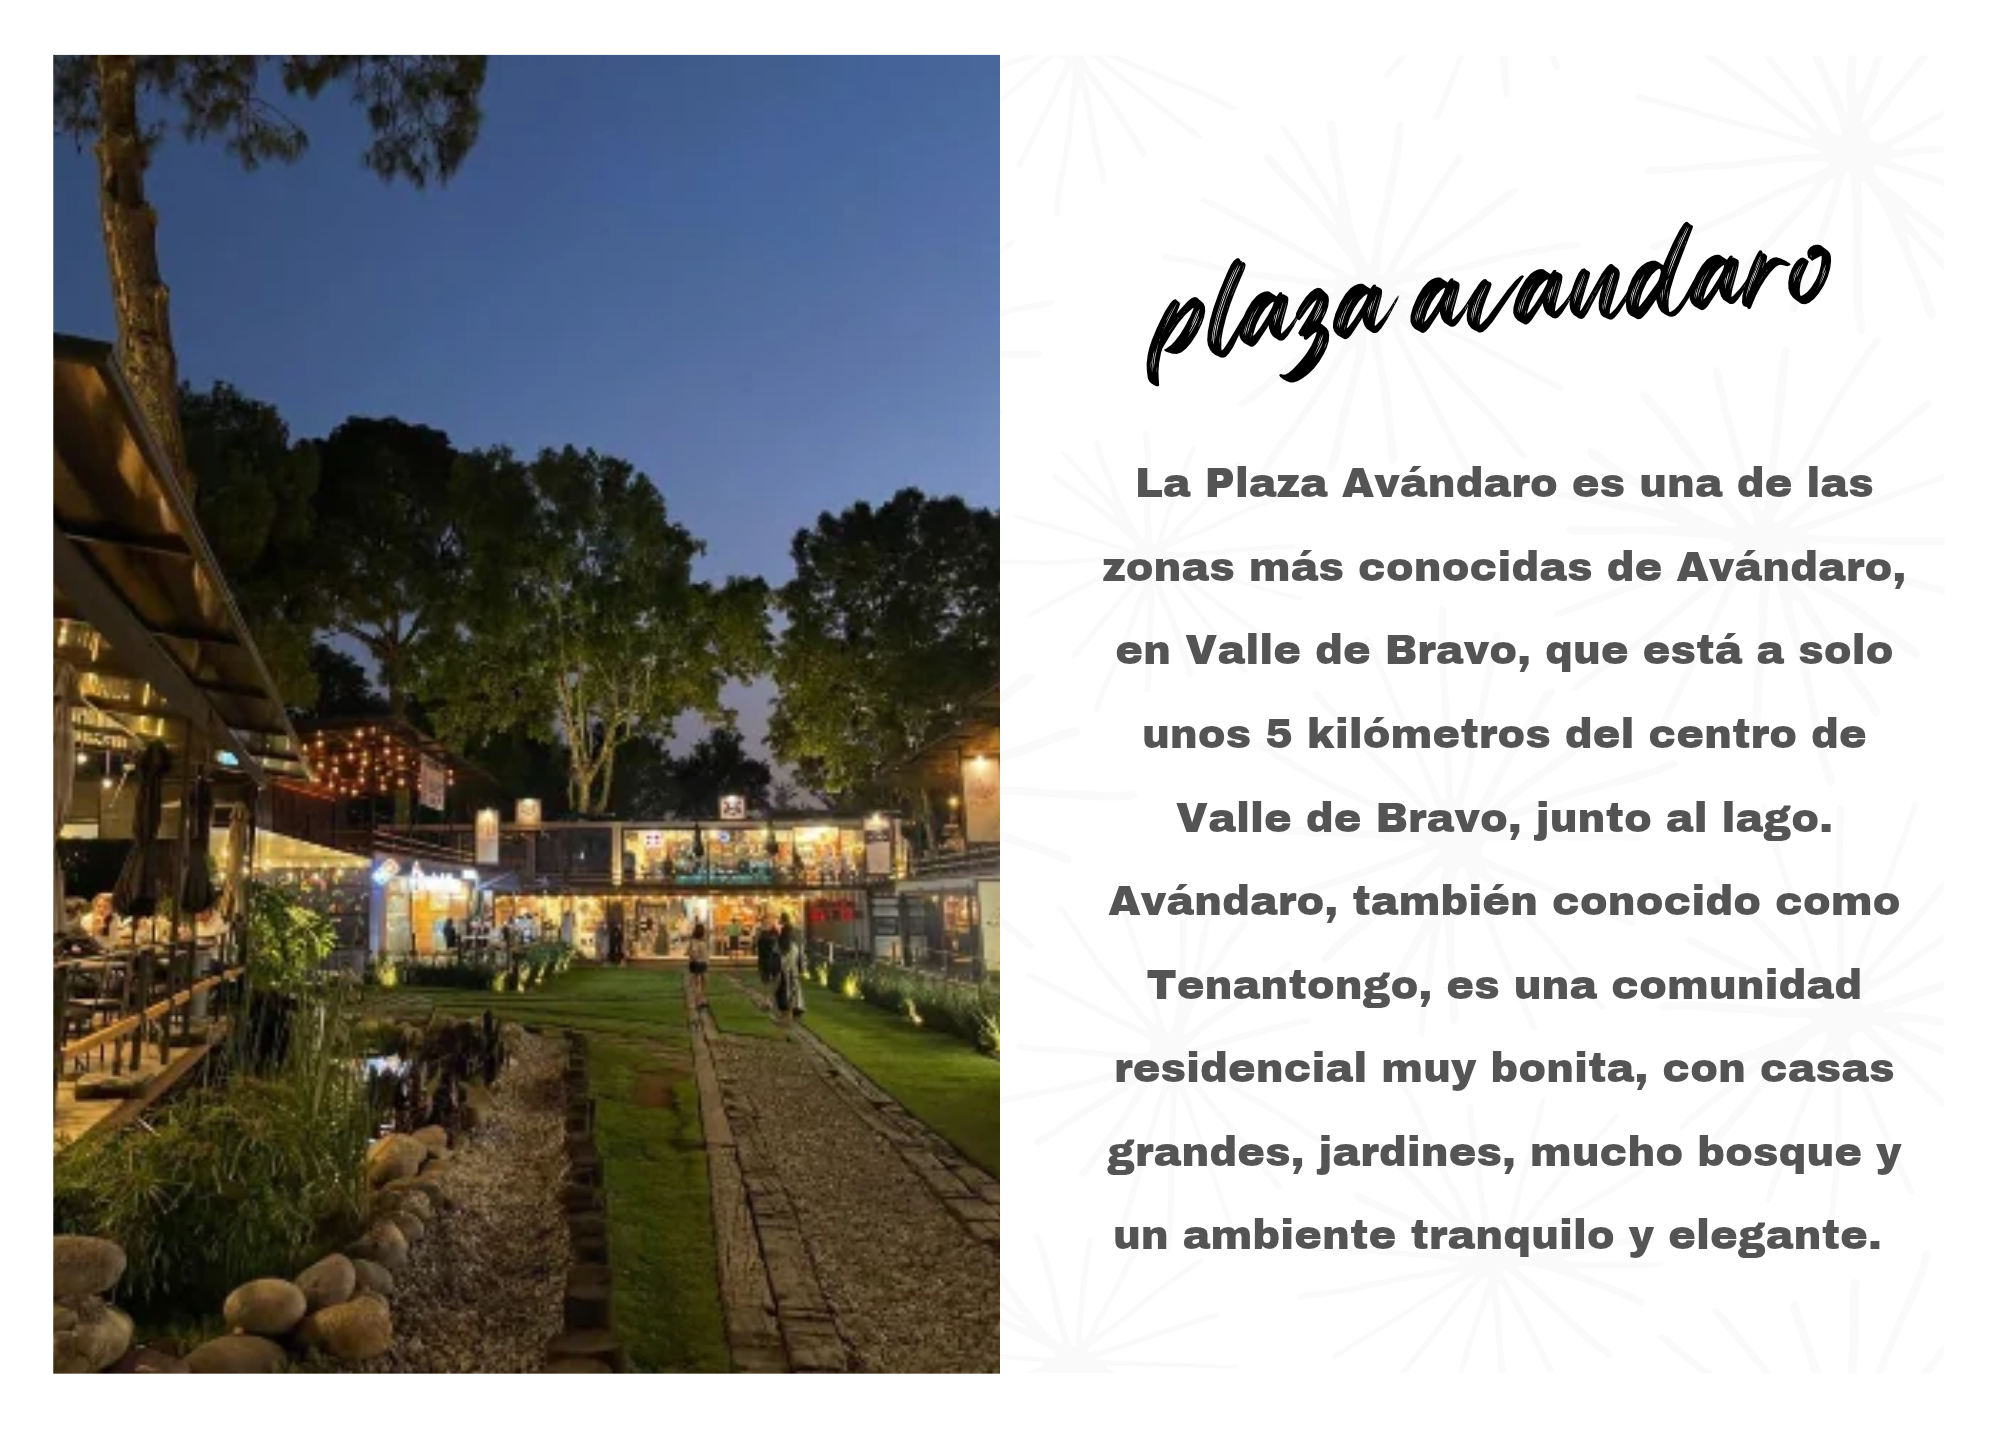 plaza avandaro
La Plaza Avándaro es una de las
zonas más conocidas de Avándaro,
en Valle de Bravo, que está a solo
unos 5 kilómetros del centro de
Valle de Bravo, junto al lago.
Avándaro, también conocido como
Tenantongo, es una comunidad
residencial muy bonita, con casas
grandes, jardines, mucho bosque y
un ambiente tranquilo y elegante.